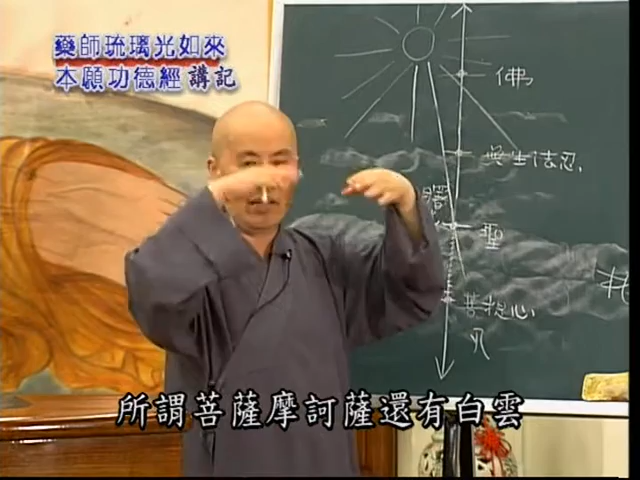 藥師琉璃光如來
本願功德經講記
佛
無生法忍
聖
菩提心
凡
所謂菩薩摩訶薩還有白雲